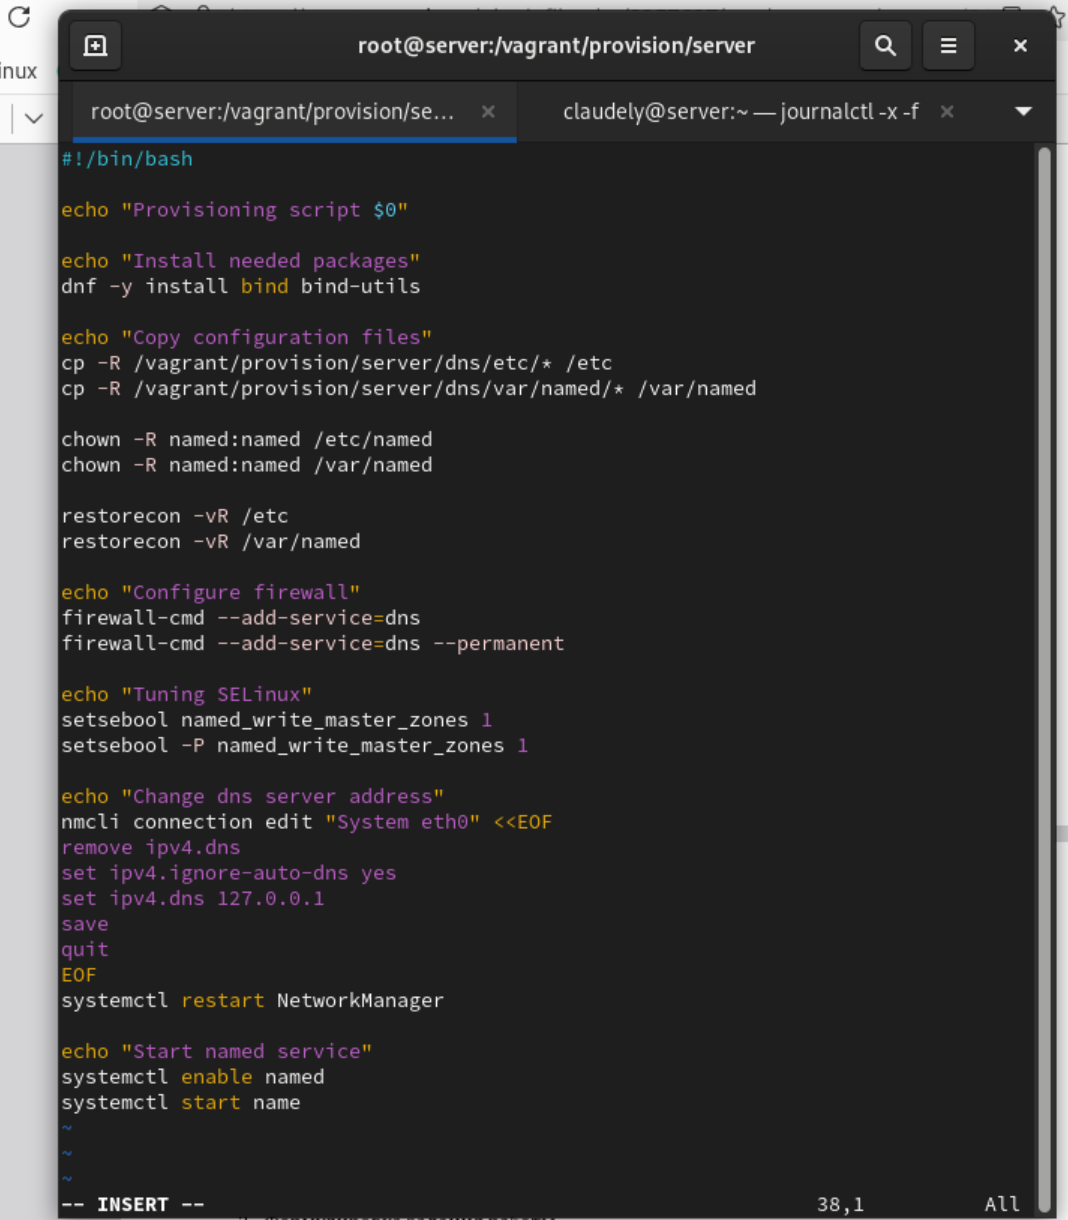 root@server:/vagrant/provision/server
inux
root@server:/vagrant/provision/se...
claudely@server:~ — journalctl -x -f
#!/bin/bash
echo "Provisioning script $0"
echo "Install needed packages"
dnf -y install bind bind-utils
echo "Copy configuration files"
cp -R /vagrant/provision/server/dns/etc/* /etc
cp -R /vagrant/provision/server/dns/var/named/* /var/named
chown -R named:named /etc/named
chown -R named:named /var/named
restorecon -vR /etc
restorecon -vR /var/named
echo "Configure firewall"
firewall-cmd --add-service=dns
firewall-cmd --add-service=dns --permanent
echo "Tuning SELinux"
setsebool named_write_master_zones 1
setsebool -P named_write_master_zones 1
echo "Change dns server address"
nmcli connection edit "System eth0" <<EOF
remove ipv4.dns
set ipv4.ignore-auto-dns yes
set ipv4.dns 127.0.0.1
save
quit
EOF
systemctl restart NetworkManager
echo "Start named service"
systemctl enable named
systemctl start name
~
~
~
-- INSERT --
38,1
All